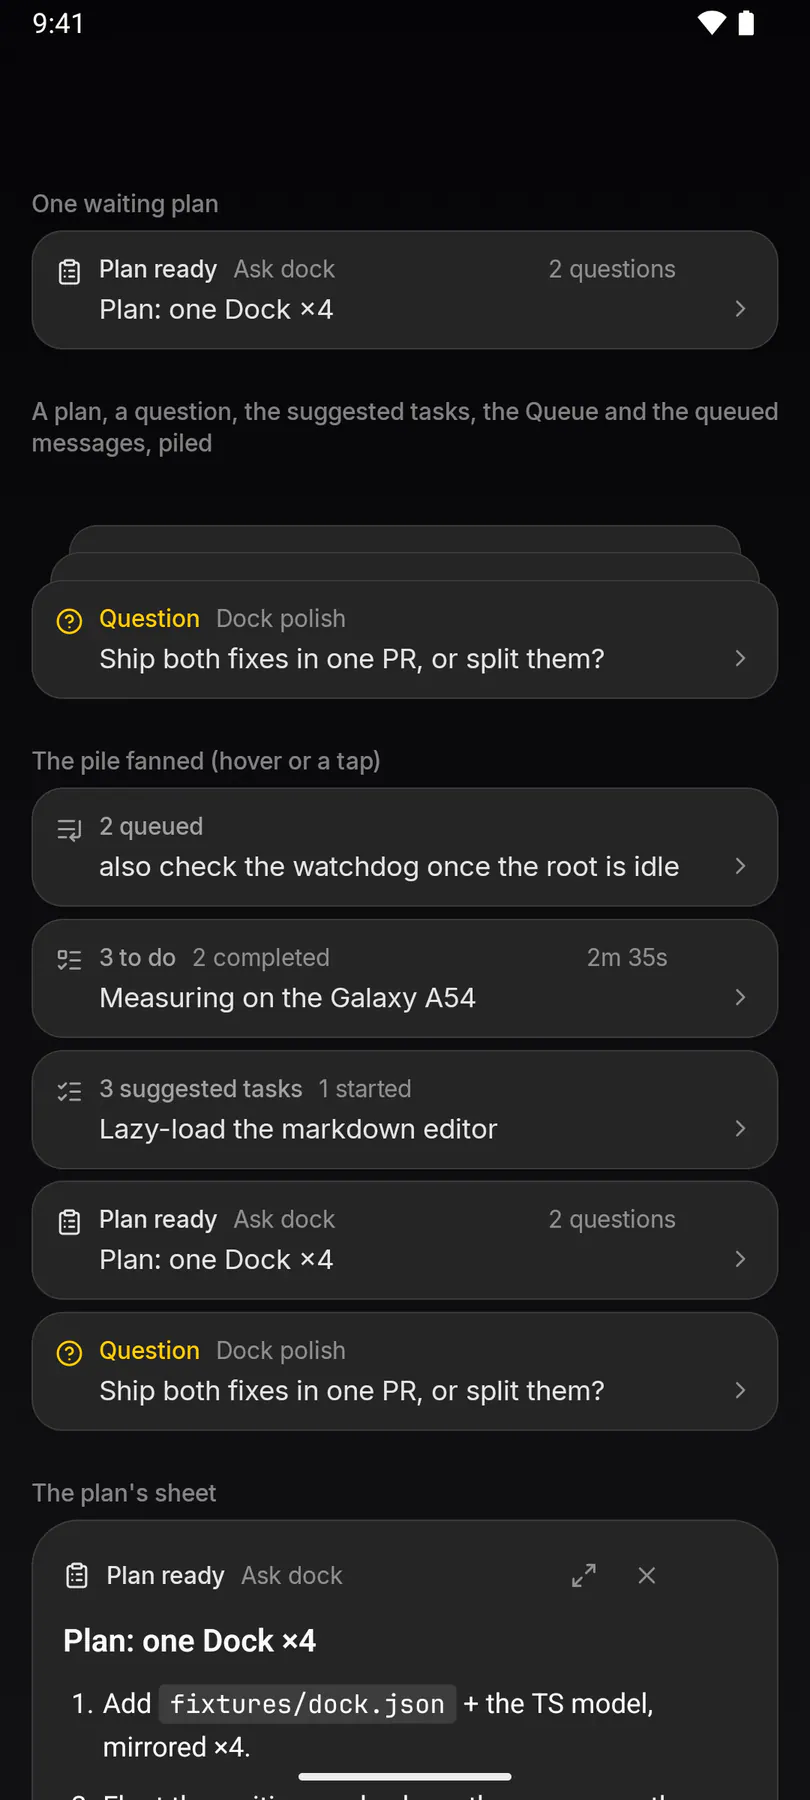 9:41
One waiting plan
Plan ready Ask dock 2 questions
Plan: one Dock ×4
A plan, a question, the suggested tasks, the Queue and the queued
messages, piled
Question Dock polish
Ship both fixes in one PR, or split them?
The pile fanned (hover or a tap)
2 queued
also check the watchdog once the root is idle
3 to do 2 completed 2m 35s
Measuring on the Galaxy A54
3 suggested tasks 1 started
Lazy-load the markdown editor
Plan ready Ask dock 2 questions
Plan: one Dock ×4
Question Dock polish
Ship both fixes in one PR, or split them?
The plan's sheet
Plan ready Ask dock
Plan: one Dock ×4
1. Add fixtures/dock.json + the TS model,
mirrored ×4.